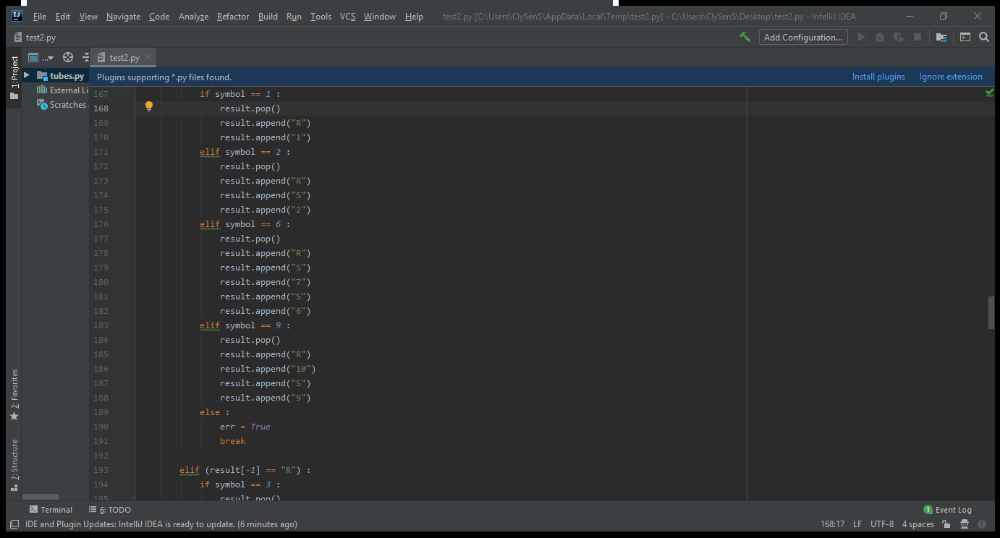 File Edit View Navigate Code Analyze Refactor Build Run Tools VCS Window Help test2.py [C:\Users\ClySenS\AppData\Local\Temp\test2.py] - C:\Users\ClySenS\Desktop\test2.py - IntelliJ IDEA
test2.py Add Configuration...
1: Project ... test2.py
tubes.py Plugins supporting *.py files found. Install plugins Ignore extension
External Li
Scratches
167 if symbol == 1 :
168 result.pop()
169 result.append("R")
170 result.append("1")
171 elif symbol == 2 :
172 result.pop()
173 result.append("R")
174 result.append("S")
175 result.append("2")
176 elif symbol == 6 :
177 result.pop()
178 result.append("R")
179 result.append("S")
180 result.append("7")
181 result.append("S")
182 result.append("6")
183 elif symbol == 9 :
184 result.pop()
185 result.append("R")
186 result.append("10")
187 result.append("S")
188 result.append("9")
189 else :
190 err = True
191 break
192
193 elif (result[-1] == "R") :
194 if symbol == 3 :
195 result.pop()
2: Favorites
7: Structure
Terminal 6: TODO 1 Event Log
IDE and Plugin Updates: IntelliJ IDEA is ready to update. (6 minutes ago) 168:17 LF UTF-8 4 spaces